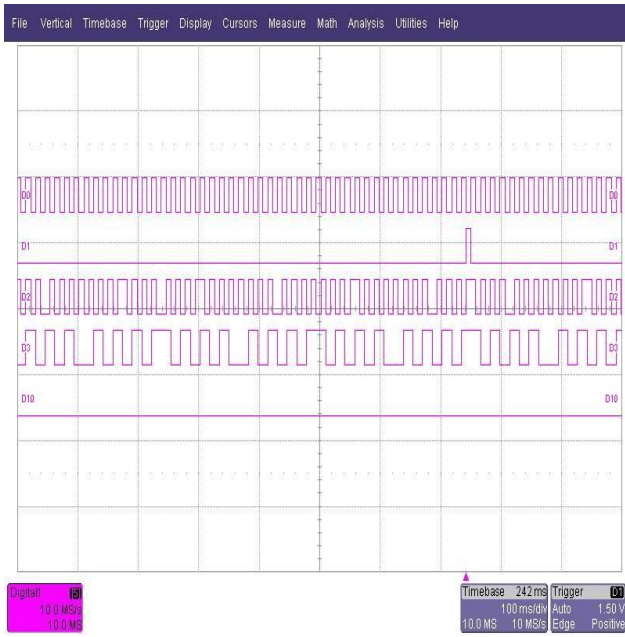 File Vertical Timebase Trigger Display Cursors Measure Math Analysis Utilities Help
D0 D0
D1 D1
D2 D2
D3 D3
D10 D10
Digital1 5
10.0 MS/s
10.0 MS
Timebase 242 ms
100 ms/div
10.0 MS 10 MS/s
Trigger D1
Auto 1.50 V
Edge Positive